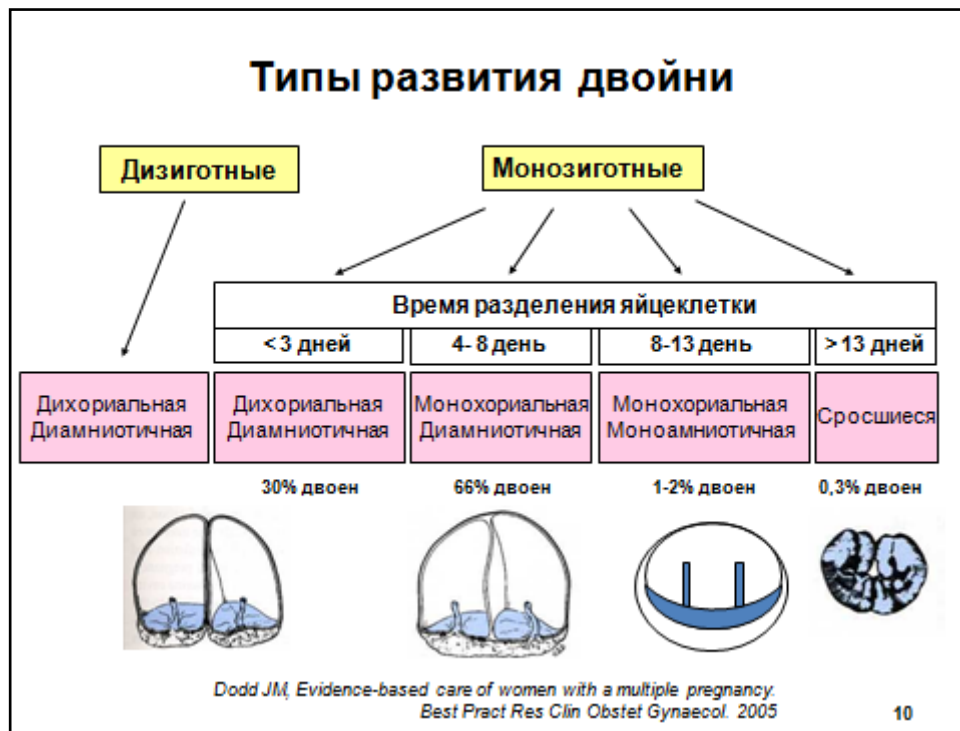 Типы развития двойни
Дизиготные
Монозиготные
Время разделения яйцеклетки
< 3 дней
4- 8 день
8-13 день
> 13 дней
Дихориальная
Диамниотичная
Дихориальная
Диамниотичная
Монохориальная
Диамниотичная
Монохориальная
Моноамниотичная
Сросшиеся
30% двоен
66% двоен
1-2% двоен
0,3% двоен
Dodd JM, Evidence-based care of women with a multiple pregnancy.
Best Pract Res Clin Obstet Gynaecol. 2005
10